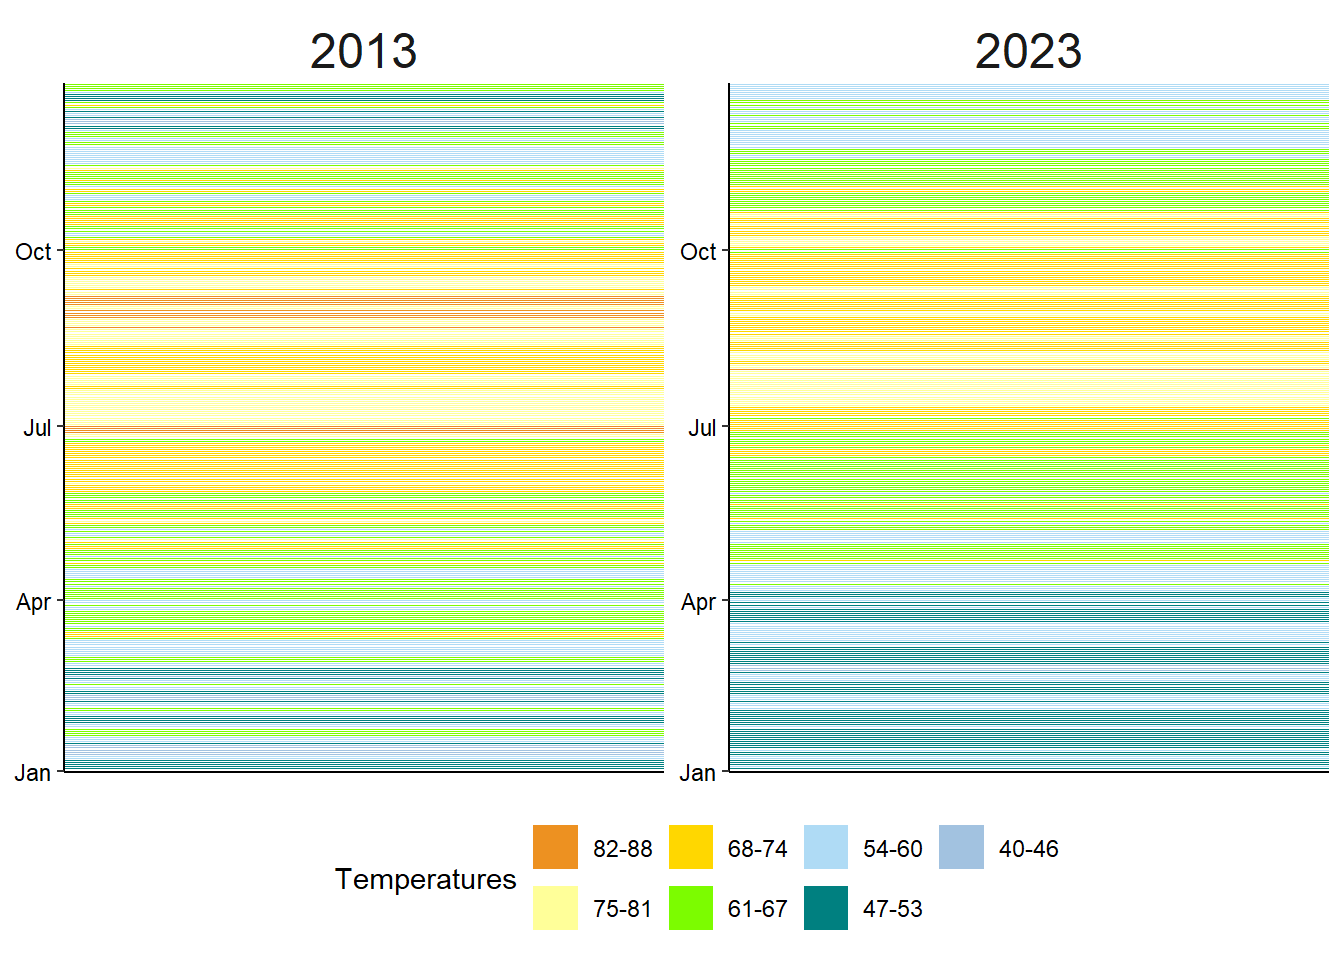 2013
2023
Oct
Jul
Apr
Jan
Oct
Jul
Apr
Jan
Temperatures
82-88
68-74
54-60
40-46
75-81
61-67
47-53